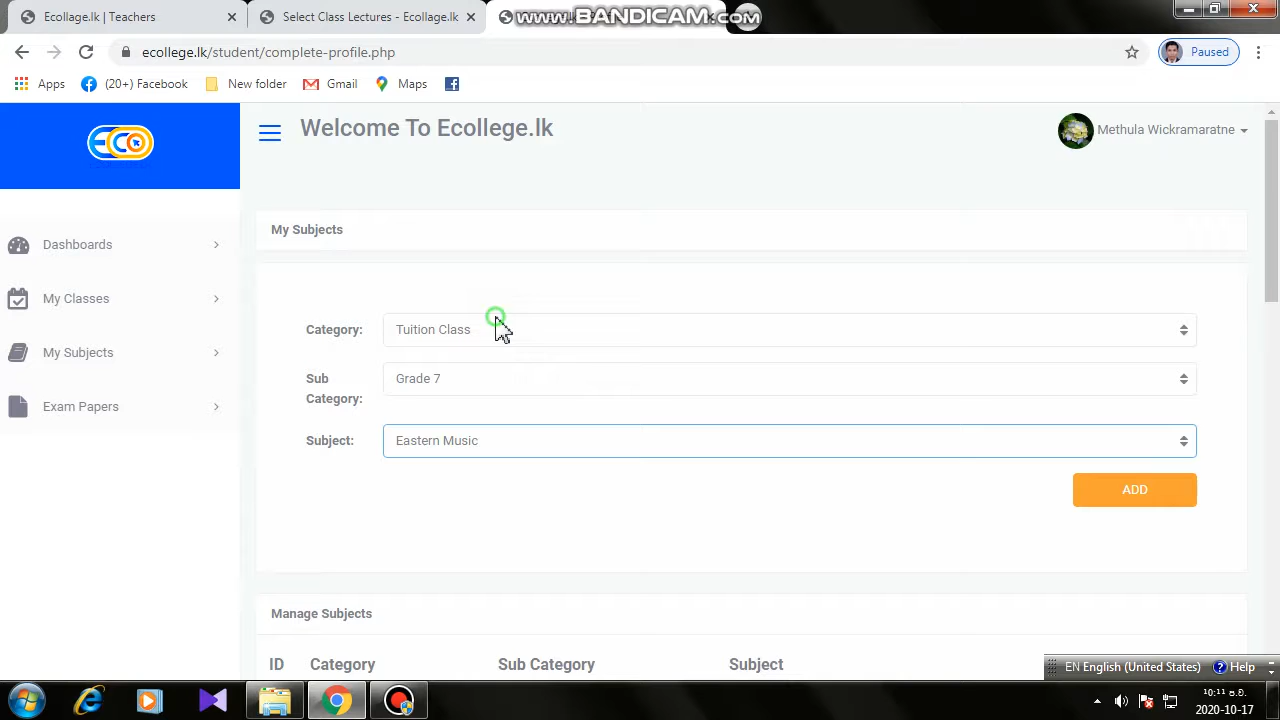 Ecollage.lk | Teachers
Select Class Lectures - Ecollage.lk
www.BANDICAM.com
ecollege.lk/student/complete-profile.php
Paused
Apps
(20+) Facebook
New folder
Gmail
Maps
ECO
Welcome To Ecollege.lk
Methula Wickramaratne
Dashboards
My Classes
My Subjects
Exam Papers
My Subjects
Category:
Tuition Class
Sub Category:
Grade 7
Subject:
Eastern Music
ADD
Manage Subjects
ID Category Sub Category Subject
EN English (United States) Help
2020-10-17